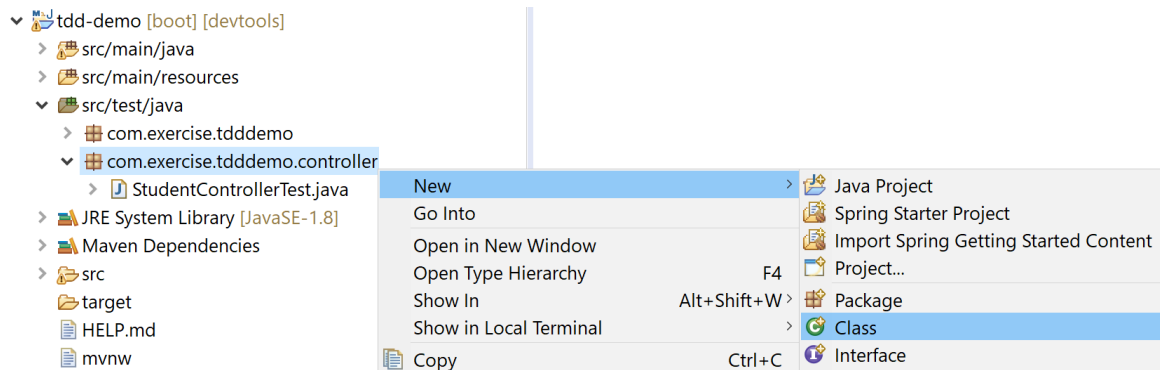 tdd-demo [boot] [devtools]
src/main/java
src/main/resources
src/test/java
com.exercise.tdddemo
com.exercise.tdddemo.controller
StudentControllerTest.java
JRE System Library [JavaSE-1.8]
Maven Dependencies
src
target
HELP.md
mvnw
New
Go Into
Open in New Window
Open Type Hierarchy F4
Show In Alt+Shift+W
Show in Local Terminal
Copy Ctrl+C
Java Project
Spring Starter Project
Import Spring Getting Started Content
Project...
Package
Class
Interface